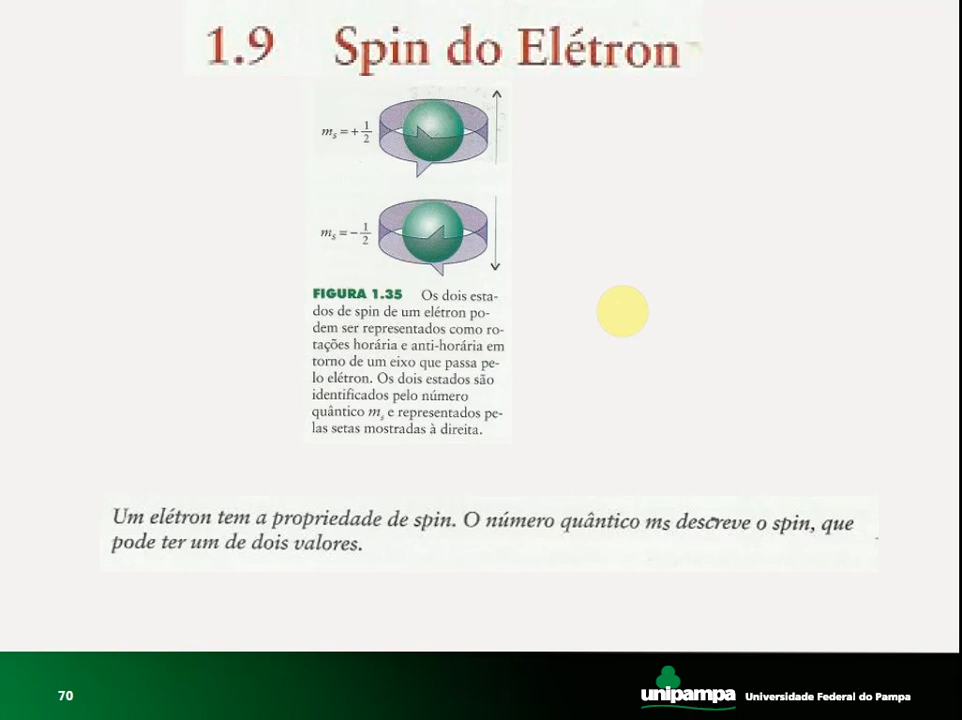 1.9 Spin do Elétron
ms = + 1/2
ms = - 1/2
FIGURA 1.35 Os dois esta-
dos de spin de um elétron po-
dem ser representados como ro-
tações horária e anti-horária em
torno de um eixo que passa pe-
lo elétron. Os dois estados são
identificados pelo número
quântico ms e representados pe-
las setas mostradas à direita.
Um elétron tem a propriedade de spin. O número quântico ms descreve o spin, que
pode ter um de dois valores.
70
unipampa Universidade Federal do Pampa